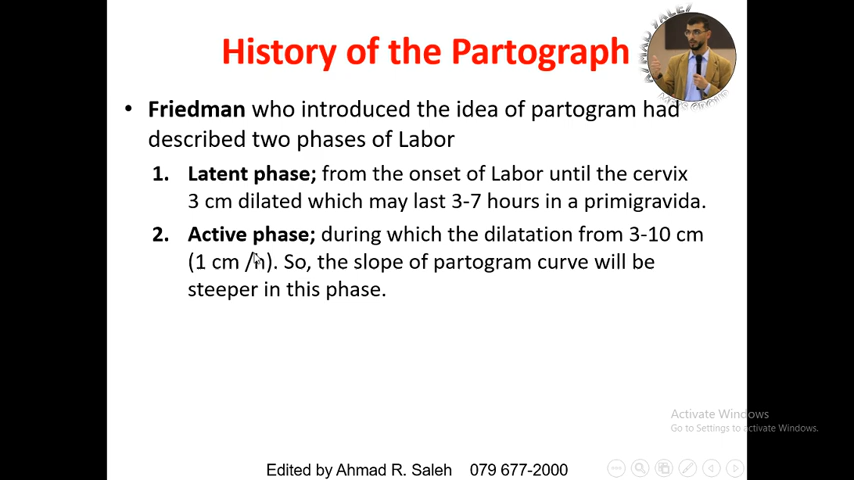 History of the Partograph
• Friedman who introduced the idea of partogram had
described two phases of Labor
1. Latent phase; from the onset of Labor until the cervix
3 cm dilated which may last 3-7 hours in a primigravida.
2. Active phase; during which the dilatation from 3-10 cm
(1 cm /h). So, the slope of partogram curve will be
steeper in this phase.
Activate Windows
Go to Settings to activate Windows.
Edited by Ahmad R. Saleh 079 677-2000